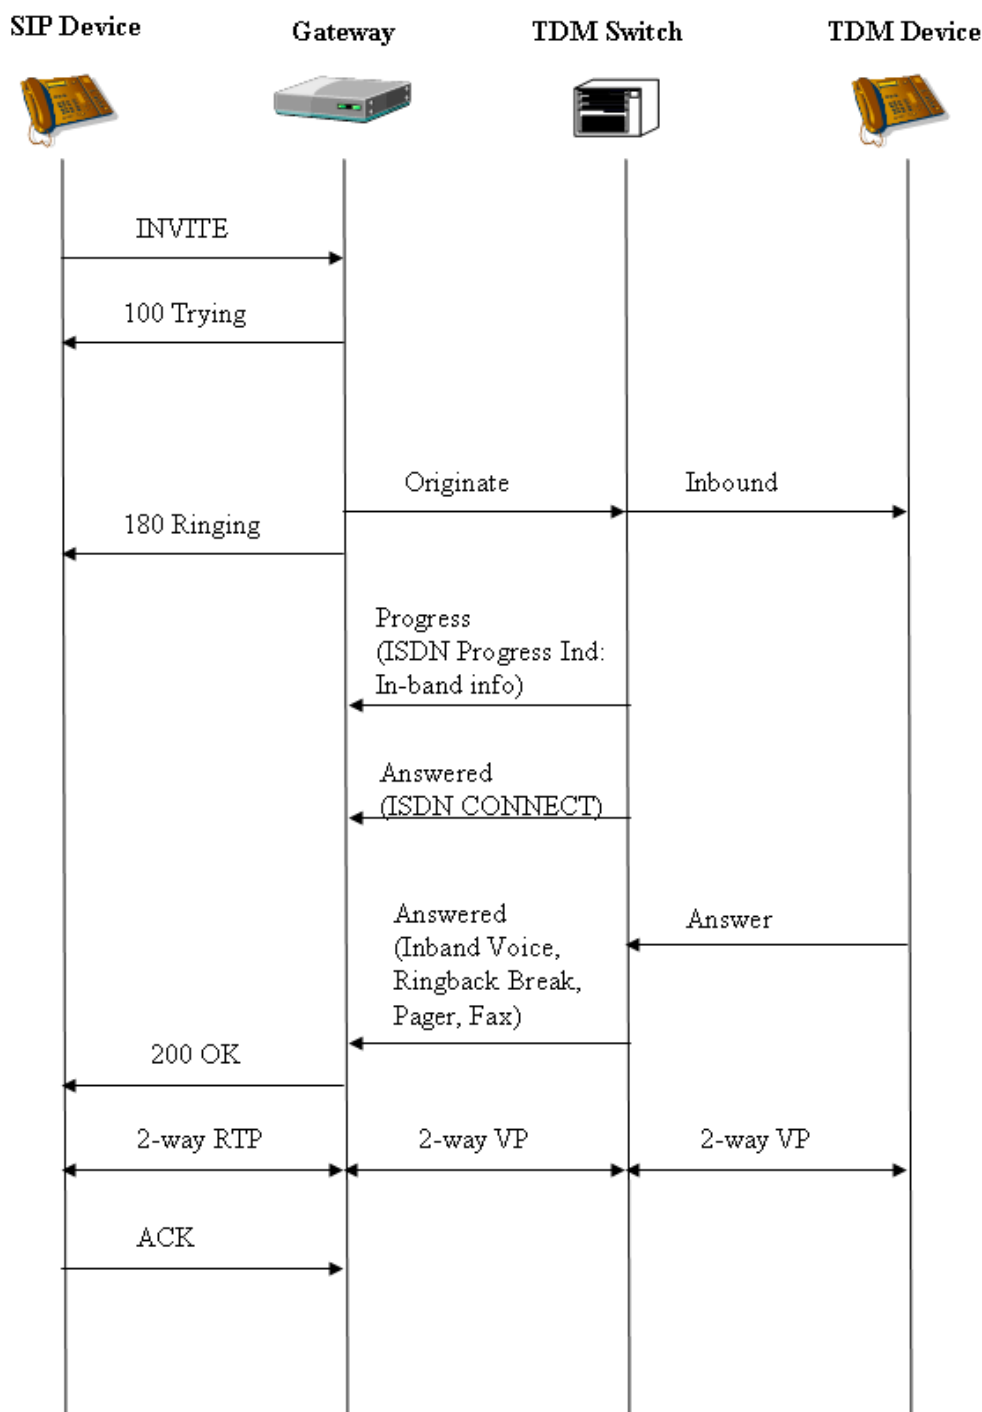 SIP Device
Gateway
TDM Switch
TDM Device
INVITE
100 Trying
Originate
Inbound
180 Ringing
Progress
(ISDN Progress Ind:
In-band info)
Answered
(ISDN CONNECT)
Answered
(Inband Voice,
Ringback Break,
Pager, Fax)
Answer
200 OK
2-way RTP
2-way VP
2-way VP
ACK